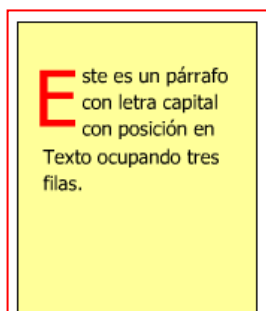 Este es un párrafo
con letra capital
con posición en
Texto ocupando tres
filas.